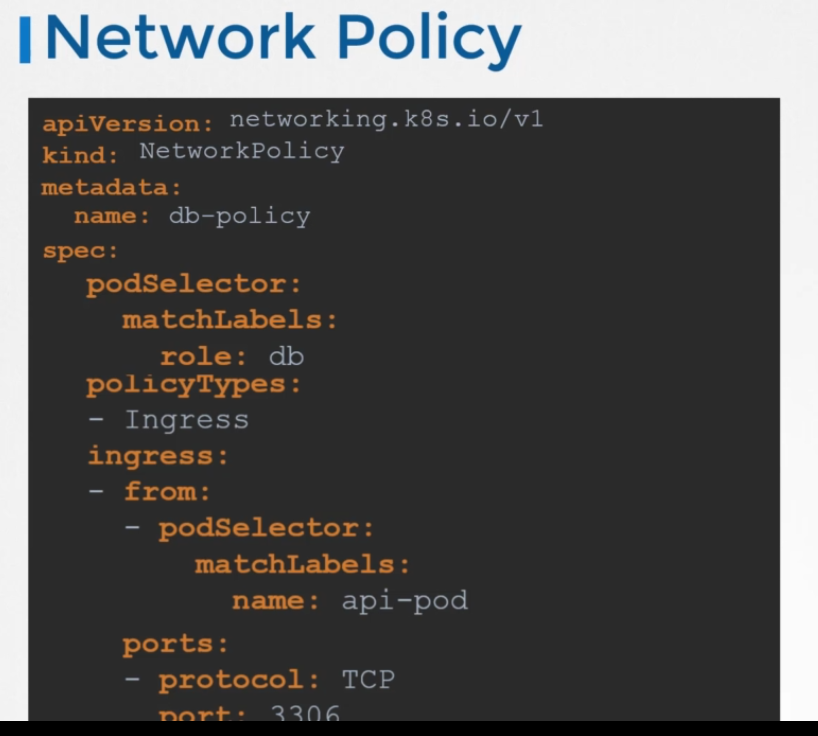 Network Policy
apiVersion: networking.k8s.io/v1
kind: NetworkPolicy
metadata:
  name: db-policy
spec:
  podSelector:
    matchLabels:
      role: db
  policyTypes:
  - Ingress
  ingress:
  - from:
    - podSelector:
        matchLabels:
          name: api-pod
    ports:
    - protocol: TCP
      port: 3306